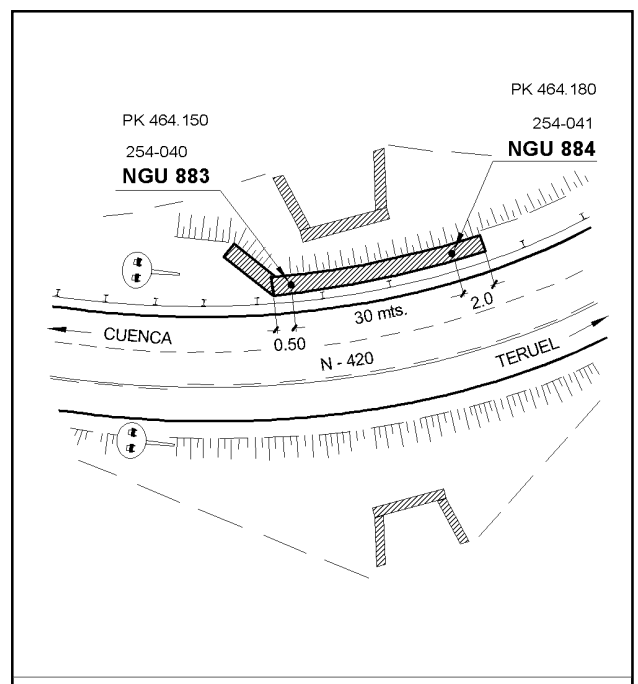 PK 464.180
254-041
NGU 884
PK 464.150
254-040
NGU 883
30 mts.
2.0
0.50
CUENCA
N - 420
TERUEL